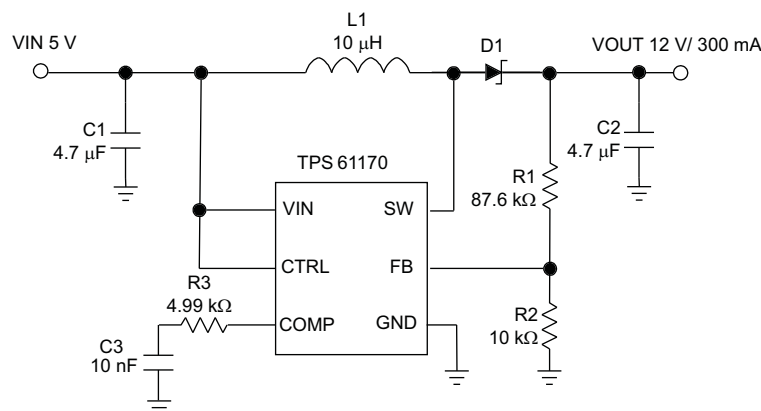 L1
10 μH
VIN 5 V
D1
VOUT 12 V/ 300 mA
C1
4.7 μF
C2
4.7 μF
TPS 61170
R1
87.6 kΩ
VIN
SW
CTRL
FB
R3
4.99 kΩ
COMP
GND
R2
10 kΩ
C3
10 nF